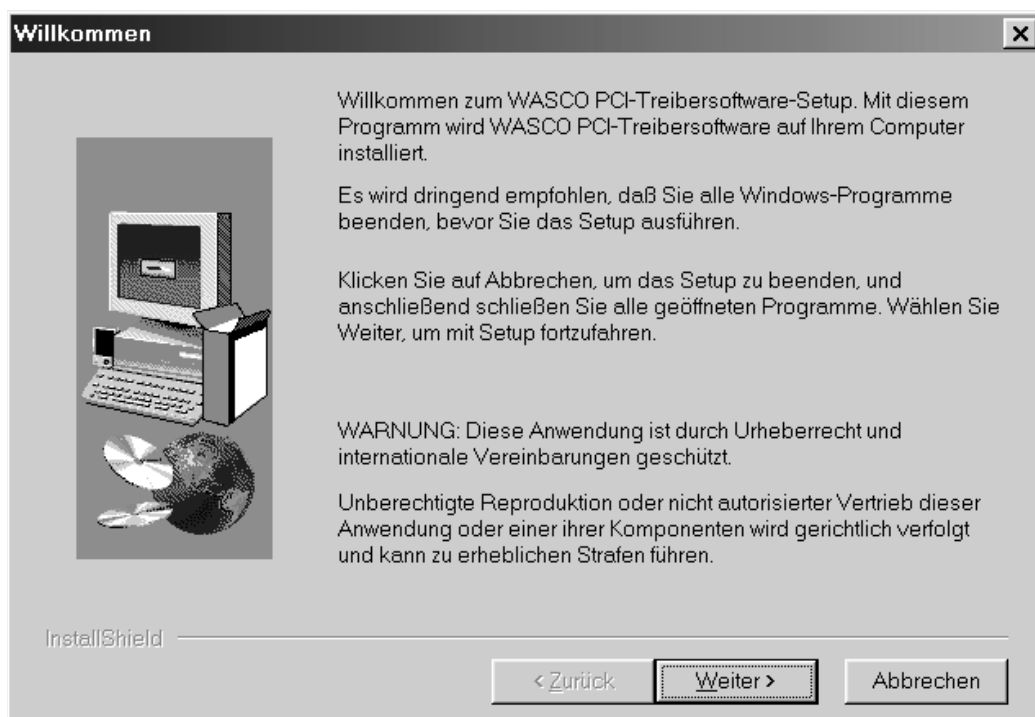 Willkommen
Willkommen zum WASCO PCI-Treibersoftware-Setup. Mit diesem
Programm wird WASCO PCI-Treibersoftware auf Ihrem Computer
installiert.
Es wird dringend empfohlen, daß Sie alle Windows-Programme
beenden, bevor Sie das Setup ausführen.
Klicken Sie auf Abbrechen, um das Setup zu beenden, und
anschließend schließen Sie alle geöffneten Programme. Wählen Sie
Weiter, um mit Setup fortzufahren.
WARNUNG: Diese Anwendung ist durch Urheberrecht und
internationale Vereinbarungen geschützt.
Unberechtigte Reproduktion oder nicht autorisierter Vertrieb dieser
Anwendung oder einer ihrer Komponenten wird gerichtlich verfolgt
und kann zu erheblichen Strafen führen.
InstallShield
< Zurück
Weiter >
Abbrechen